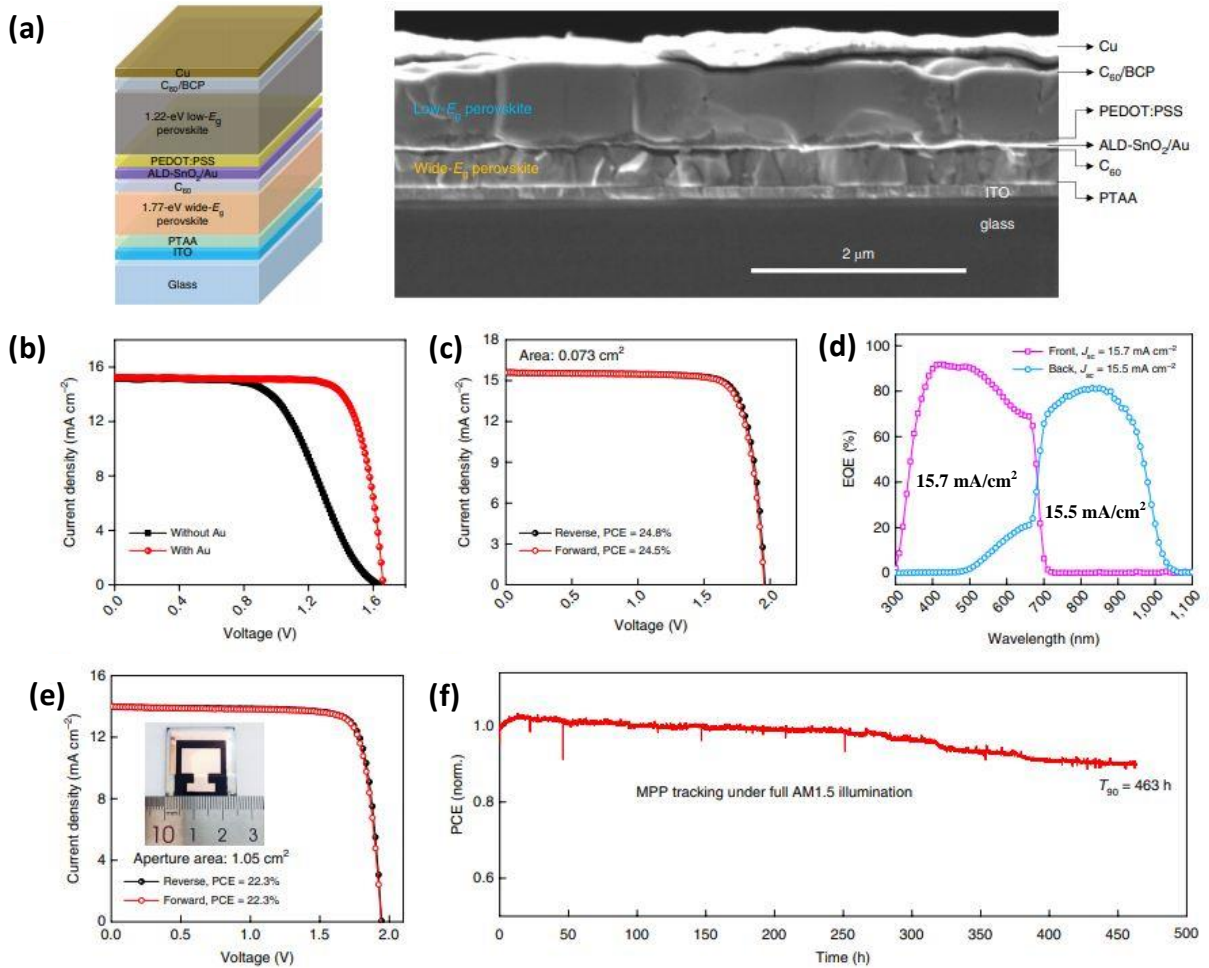 (a)
Cu
C60/BCP
1.22-eV low-Eg
perovskite
PEDOT:PSS
ALD-SnO2/Au
C60
1.77-eV wide-Eg
perovskite
PTAA
ITO
Glass
Low-Eg perovskite
Wide-Eg perovskite
ITO
glass
2 μm
Cu
C60/BCP
PEDOT:PSS
ALD-SnO2/Au
C60
PTAA
(b)
Current density (mA cm−2)
16
12
8
4
0
Without Au
With Au
0.0
0.4
0.8
1.2
1.6
Voltage (V)
(c)
Current density (mA cm−2)
18
15
12
9
6
3
0
Area: 0.073 cm2
Reverse, PCE = 24.8%
Forward, PCE = 24.5%
0.0
0.5
1.0
1.5
2.0
Voltage (V)
(d)
EQE (%)
100
80
60
40
20
0
Front, Jsc = 15.7 mA cm−2
Back, Jsc = 15.5 mA cm−2
15.7 mA/cm2
15.5 mA/cm2
300
400
500
600
700
800
900
1,000
1,100
Wavelength (nm)
(e)
Current density (mA cm−2)
16
12
8
4
0
mm
10 1 2 3
Aperture area: 1.05 cm2
Reverse, PCE = 22.3%
Forward, PCE = 22.3%
0.0
0.5
1.0
1.5
2.0
Voltage (V)
(f)
PCE (norm.)
1.0
0.8
0.6
MPP tracking under full AM1.5 illumination
T90 = 463 h
0
50
100
150
200
250
300
350
400
450
500
Time (h)